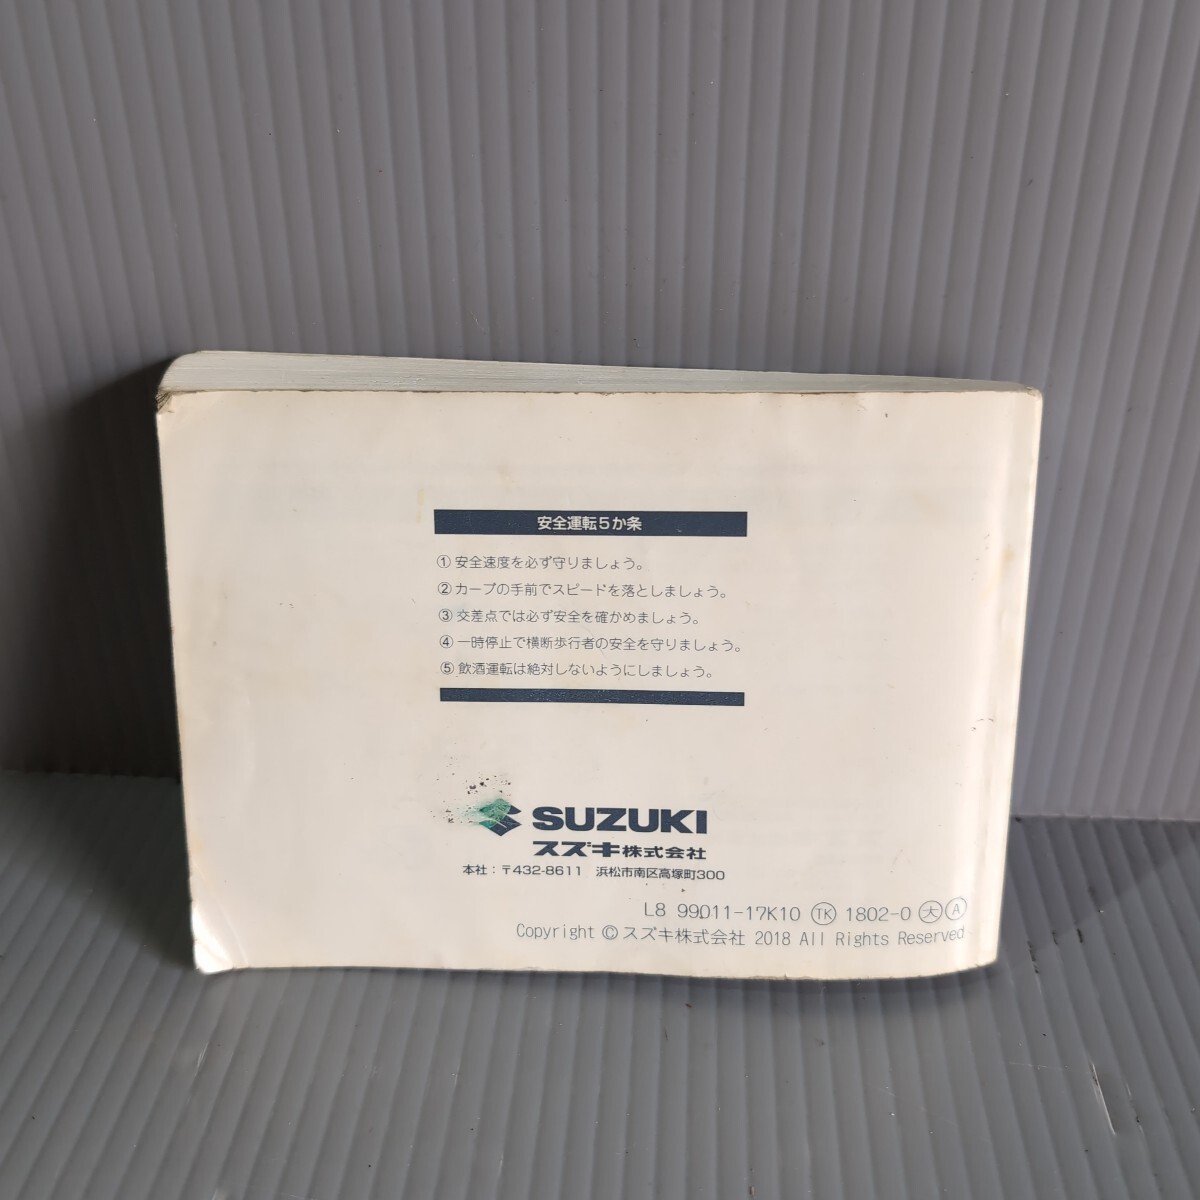 安全運転5か条
①安全速度を必ず守りましょう。
②カーブの手前でスピードを落としましょう。
③交差点では必ず安全を確かめましょう。
④一時停止で横断歩行者の安全を守りましょう。
⑤飲酒運転は絶対しないようにしましょう。
SUZUKI
スズキ株式会社
本社：〒432-8611 浜松市南区高塚町300
L8 99011-17K10 TK 1802-0 大 A
Copyright © スズキ株式会社 2018 All Rights Reserved